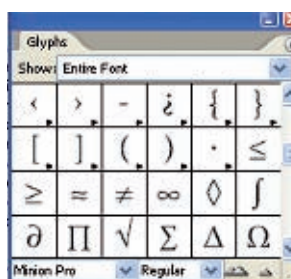 Glyphs
Show: Entire Font
‹ › - ¿ { }
[ ] ( ) · ≤
≥ ≈ ≠ ∞ ◊ ∫
∂ ∏ √ Σ Δ Ω
Minion Pro Regular